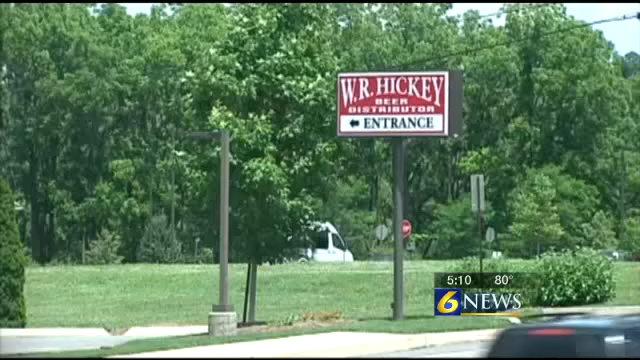 W.R. HICKEY
BEER
DISTRIBUTOR
ENTRANCE
5:10 80°
6 NEWS